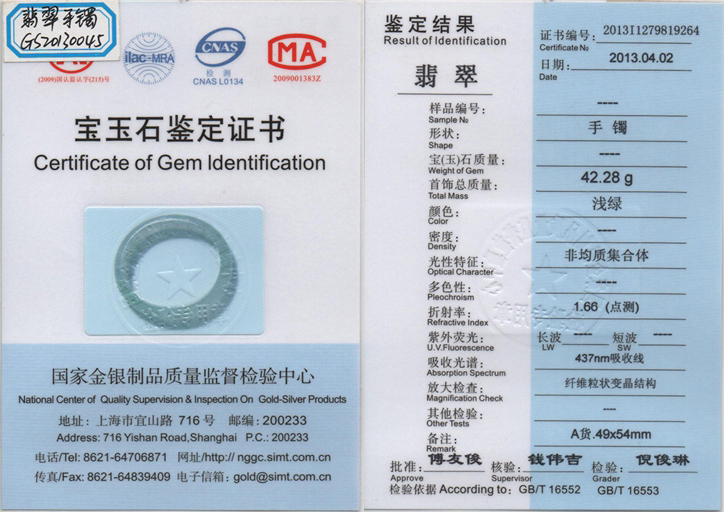 翡翠手镯
GS20130045
ilac-MRA
CNAS
检 测
CNAS L0134
MA
(2009)国认监认字(215)号
2009001383Z
宝玉石鉴定证书
Certificate of Gem Identification
国家金银制品质量监督检验中心
National Center of Quality Supervision & Inspection On Gold-Silver Products
地址: 上海市宜山路 716 号 邮编: 200233
Address: 716 Yishan Road,Shanghai P.C.: 200233
电话/Tel: 8621-64706871 网址/http:// nggc.simt.com.cn
传真/Fax: 8621-64839409 电子信箱: gold@simt.com.cn
鉴定结果
Result of Identification
证书编号: 2013I1279819264
Certificate №
日期: 2013.04.02
Date
翡翠
样品编号: ----
Sample №
形状: 手 镯
Shape
宝(玉)石质量: ----
Weight of Gem
首饰总质量: 42.28 g
Total Mass
颜色: 浅绿
Color
密度: ----
Density
光性特征: 非均质集合体
Optical Character
多色性: ----
Pleochroism
折射率: 1.66 (点测)
Refractive Index
紫外荧光: 长波 ---- 短波 ----
U.V.Fluorescence LW SW
吸收光谱: 437nm吸收线
Absorption Spectrum
放大检查: 纤维粒状变晶结构
Magnification Check
其他检验: ----
Other Tests
备注: A货.49x54mm
Remark
批准: 傅友俊 核验: 钱伟吉 检验: 倪俊琳
Approve Supervisor Grader
检验依据 According to: GB/T 16552 GB/T 16553